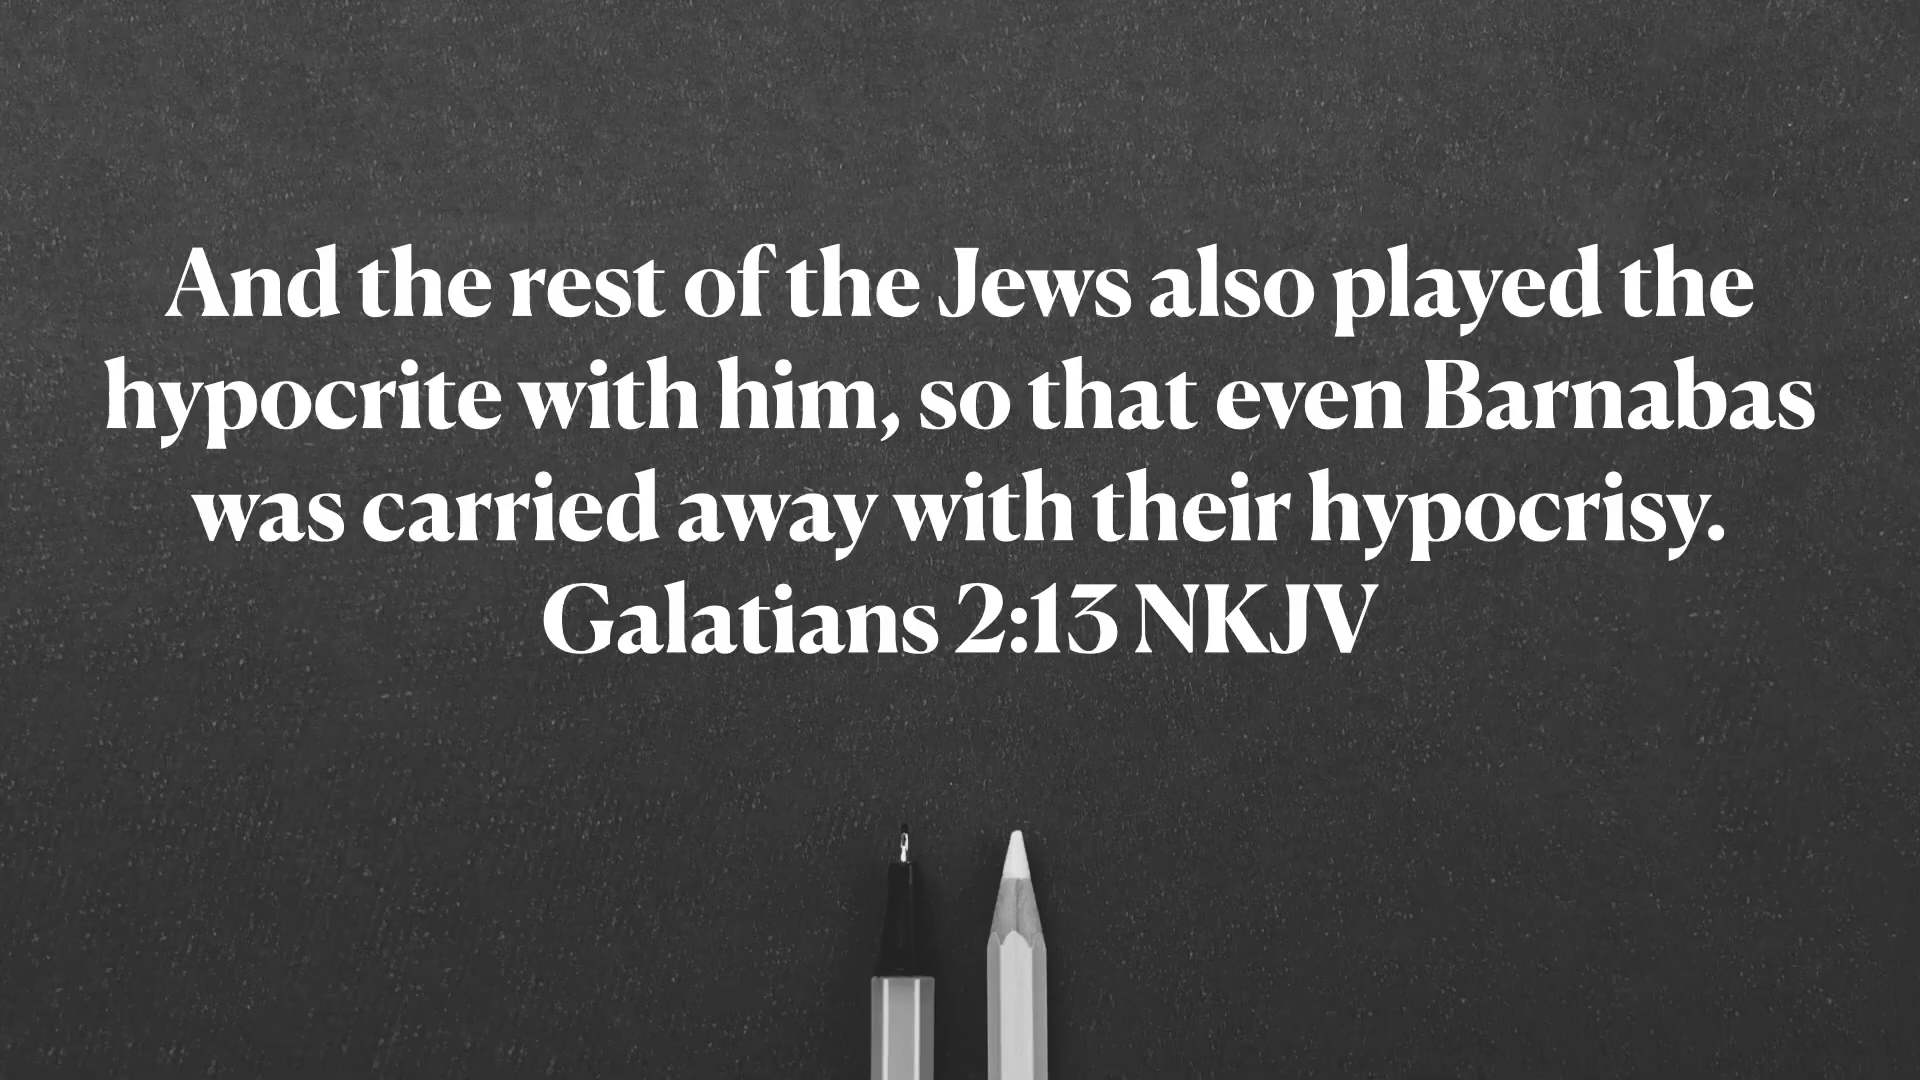 And the rest of the Jews also played the
hypocrite with him, so that even Barnabas
was carried away with their hypocrisy.
Galatians 2:13 NKJV